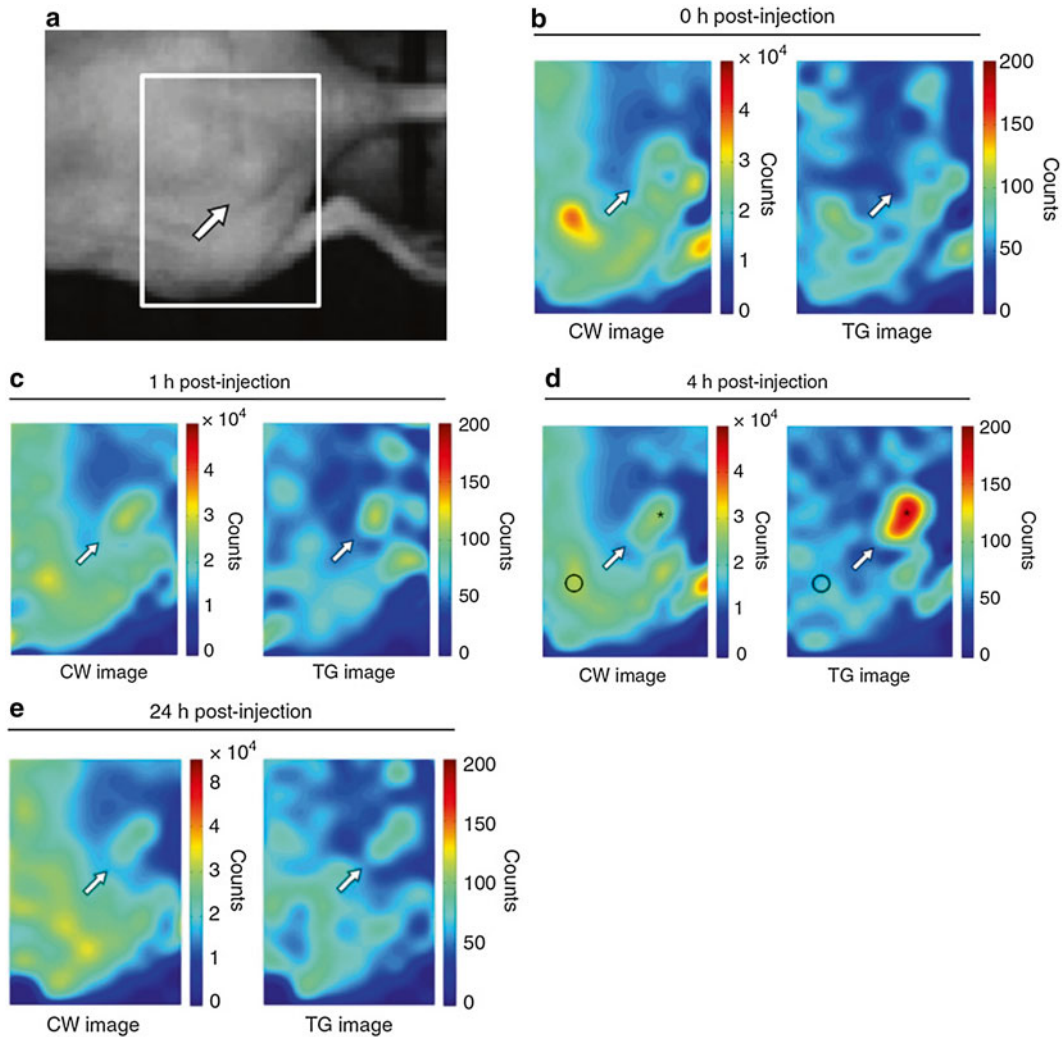 a
b
0 h post-injection
× 10⁴
4
3
2
1
0
Counts
CW image
200
150
100
50
0
Counts
TG image
c
1 h post-injection
× 10⁴
4
3
2
1
0
Counts
CW image
200
150
100
50
0
Counts
TG image
d
4 h post-injection
× 10⁴
4
3
2
1
0
Counts
*
CW image
200
150
100
50
0
Counts
*
TG image
e
24 h post-injection
× 10⁴
8
4
3
2
1
0
Counts
CW image
200
150
100
50
0
Counts
TG image